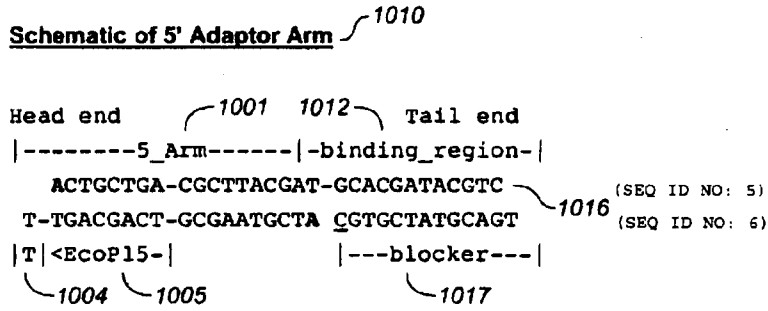 Schematic of 5' Adaptor Arm 1010
Head end 1001 1012 Tail end
|--------5_Arm------|-binding_region-|
ACTGCTGA-CGCTTACGAT-GCACGATACGTC 1016 (SEQ ID NO: 5)
T-TGACGACT-GCGAATGCTA CGTGCTATGCAGT (SEQ ID NO: 6)
|T|<EcoP15-| |---blocker---|
1004 1005 1017